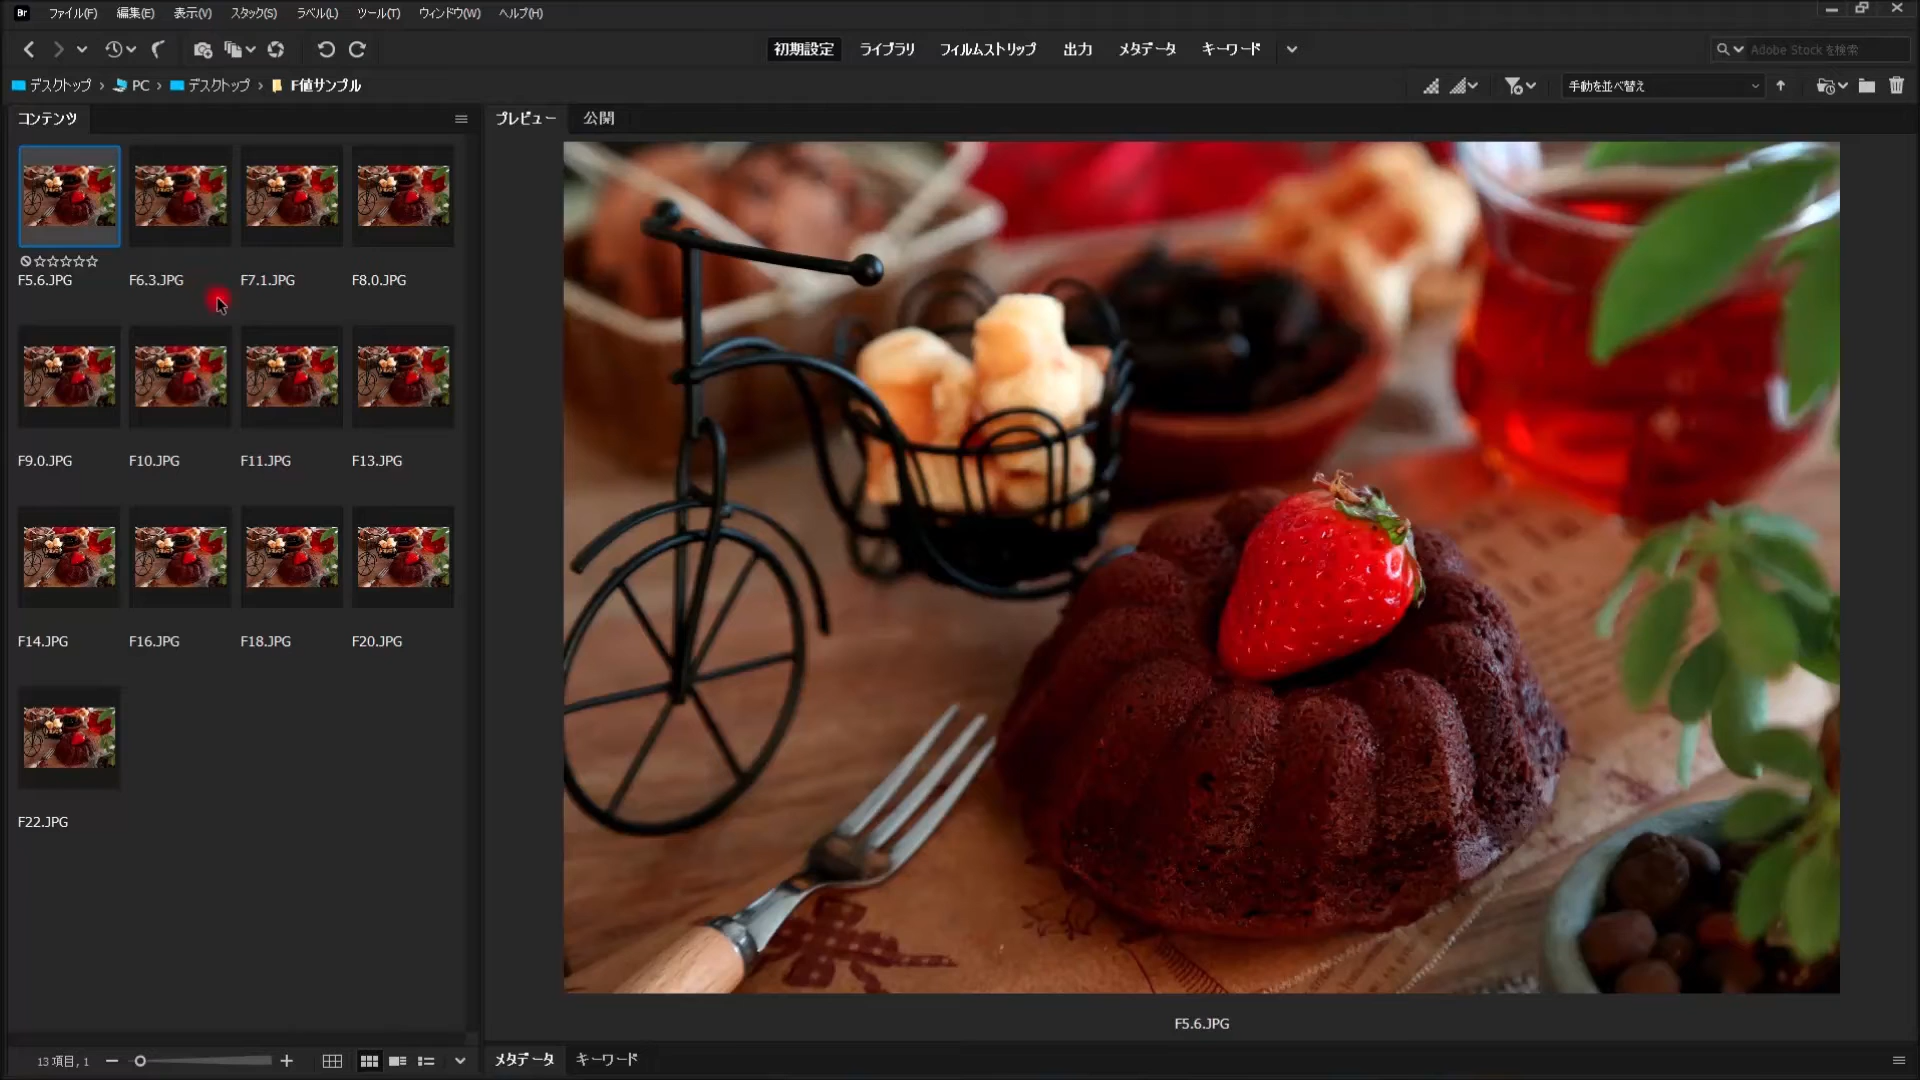 Br ファイル(F) 編集(E) 表示(V) スタック(S) ラベル(L) ツール(T) ウィンドウ(W) ヘルプ(H)
初期設定 ライブラリ フィルムストリップ 出力 メタデータ キーワード Adobe Stock を検索
デスクトップ › PC › デスクトップ › F値サンプル 手動を並べ替え
コンテンツ プレビュー 公開
F5.6.JPG F6.3.JPG F7.1.JPG F8.0.JPG
F9.0.JPG F10.JPG F11.JPG F13.JPG
F14.JPG F16.JPG F18.JPG F20.JPG
F22.JPG
F5.6.JPG
13 項目, 1 メタデータ キーワード